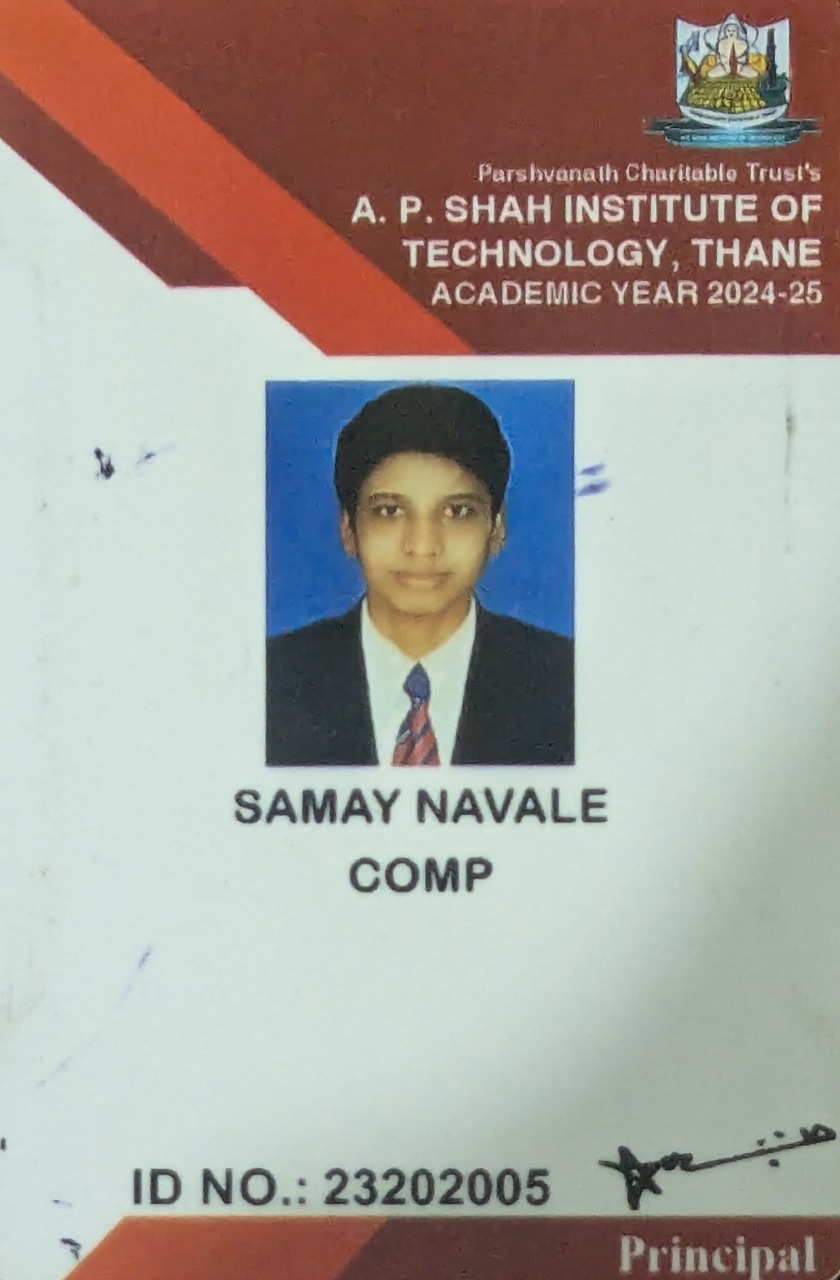 Parshvanath Charitable Trust's
A. P. SHAH INSTITUTE OF
TECHNOLOGY, THANE
ACADEMIC YEAR 2024-25
SAMAY NAVALE
COMP
ID NO.: 23202005
Principal